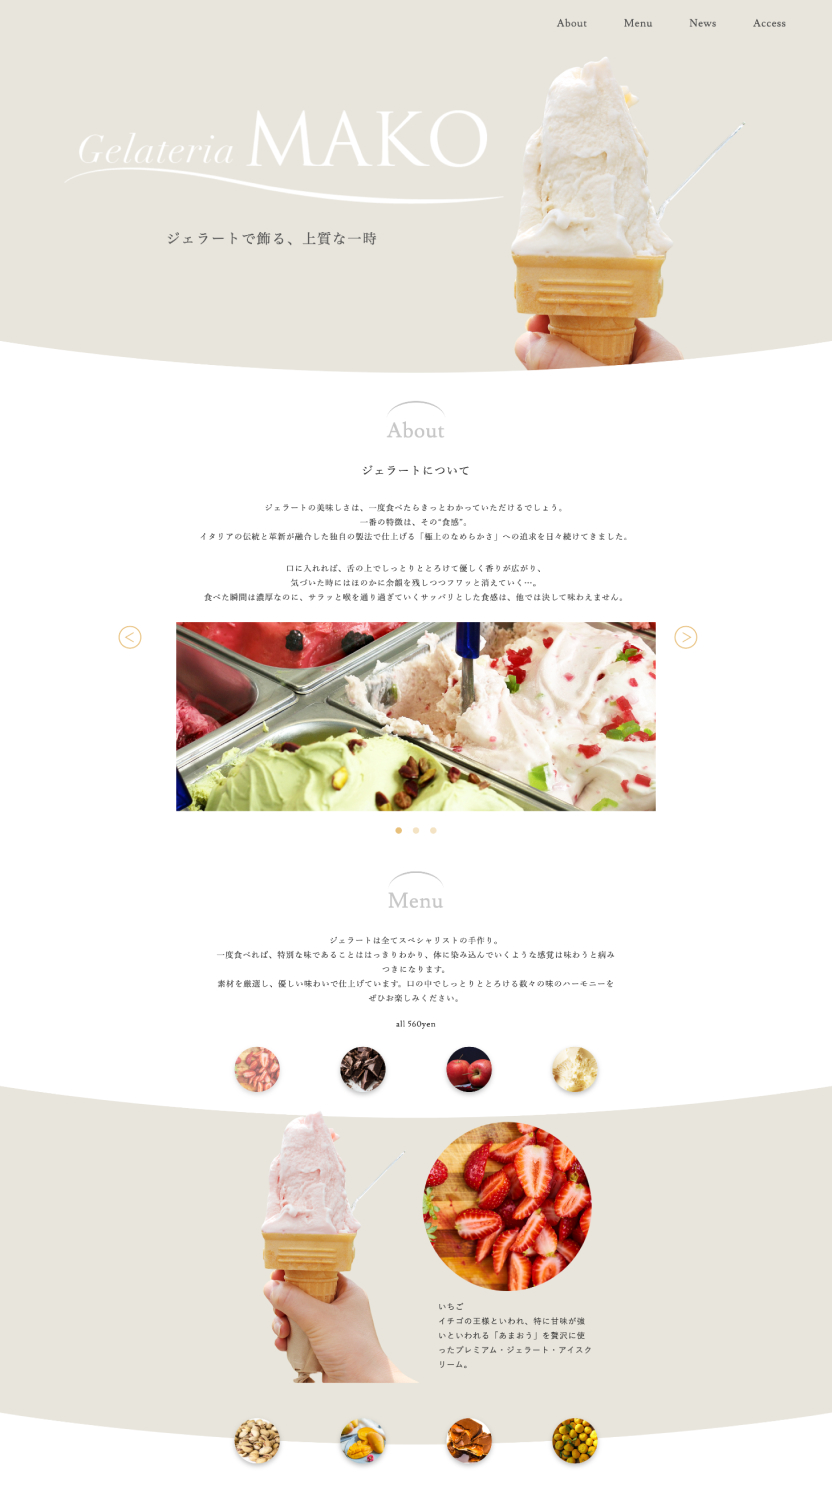 About Menu News Access
Gelateria MAKO
ジェラートで飾る、上質な一時
About
ジェラートについて
ジェラートの美味しさは、一度食べたらきっとわかっていただけるでしょう。
一番の特徴は、その“食感”。
イタリアの伝統と革新が融合した独自の製法で仕上げる「極上のなめらかさ」への追求を日々続けてきました。
口に入れれば、舌の上でしっとりととろけて優しく香りが広がり、
気づいた時にはほのかに余韻を残しつつフワッと消えていく…。
食べた瞬間は濃厚なのに、サラッと喉を通り過ぎていくサッパリとした食感は、他では決して味わえません。
Menu
ジェラートは全てスペシャリストの手作り。
一度食べれば、特別な味であることははっきりわかり、体に染み込んでいくような感覚は味わうと病み
つきになります。
素材を厳選し、優しい味わいで仕上げています。口の中でしっとりととろける数々の味のハーモニーを
ぜひお楽しみください。
all 560yen
いちご
イチゴの王様といわれ、特に甘味が強
いといわれる「あまおう」を贅沢に使
ったプレミアム・ジェラート・アイスク
リーム。